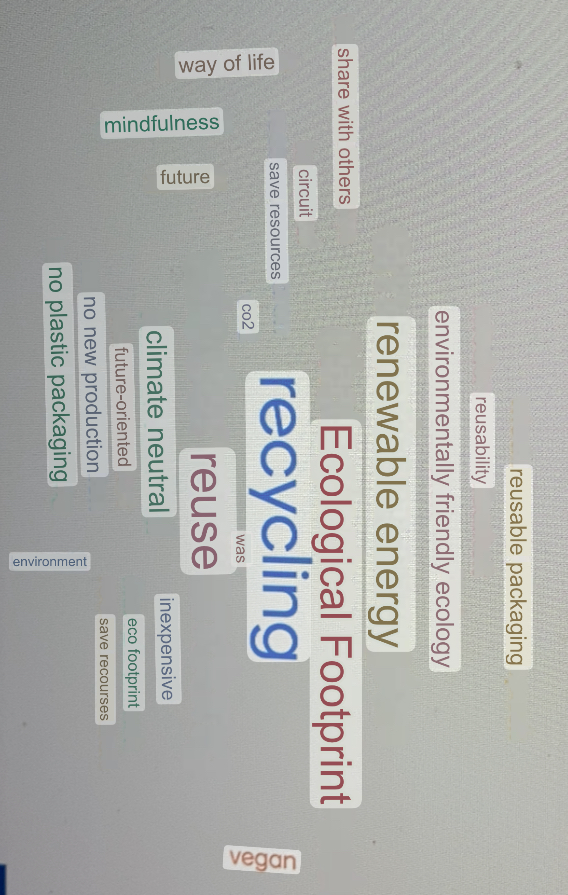 way of life
share with others
mindfulness
future
save resources
circuit
co2
no plastic packaging
no new production
future-oriented
climate neutral
reuse
recycling
Ecological Footprint
renewable energy
environmentally friendly ecology
reusability
reusable packaging
was
environment
inexpensive
eco footprint
save recourses
vegan